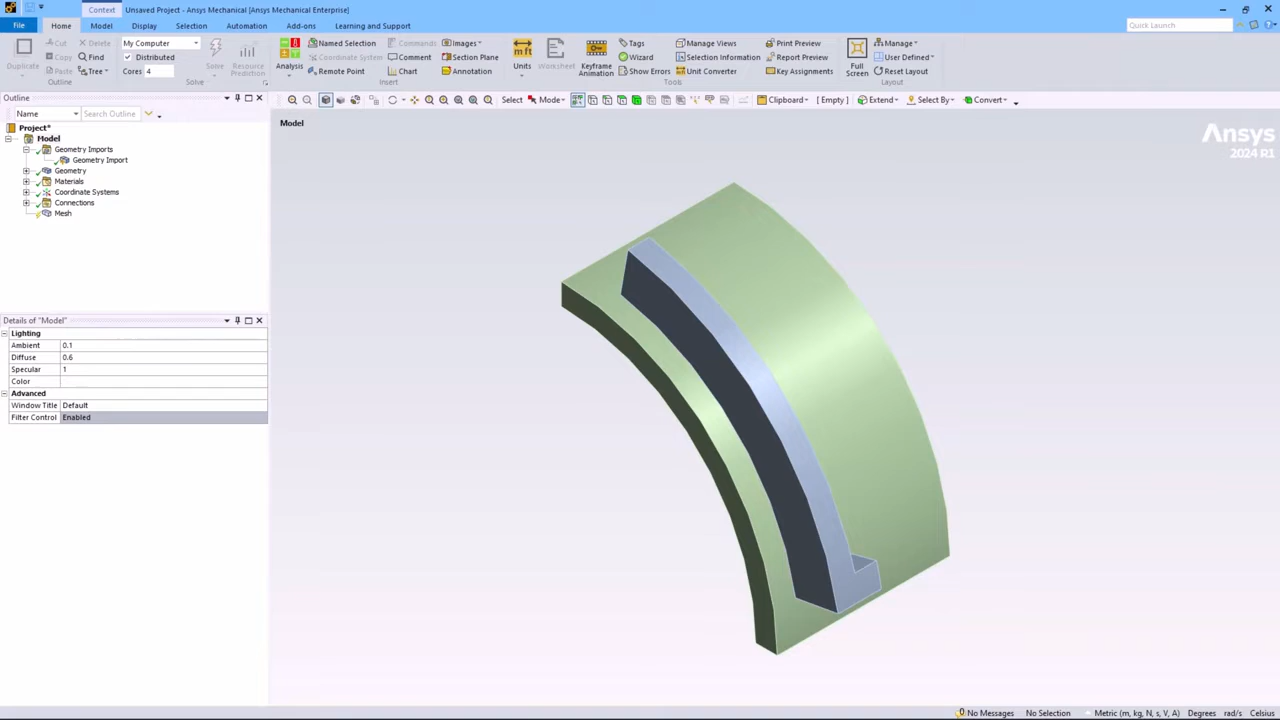 Context Unsaved Project - Ansys Mechanical [Ansys Mechanical Enterprise]
File Home Model Display Selection Automation Add-ons Learning and Support Quick Launch
Duplicate Cut Delete My Computer Named Selection Commands Images Tags Manage Views Print Preview Manage
Copy Find Distributed Solve Resource Prediction Analysis Coordinate System Comment Section Plane Units Worksheet Keyframe Animation Wizard Selection Information Report Preview Full Screen User Defined
Paste Tree Cores 4 Remote Point Chart Annotation Show Errors Unit Converter Key Assignments Reset Layout
Outline Solve Insert Tools Layout
Outline
Select Mode Clipboard [ Empty ] Extend Select By Convert
Name Search Outline
Project*
Model
Geometry Imports
Geometry Import
Geometry
Materials
Coordinate Systems
Connections
Mesh
Details of "Model"
Lighting
Ambient 0.1
Diffuse 0.6
Specular 1
Color
Advanced
Window Title Default
Filter Control Enabled
Model
Ansys
2024 R1
0 No Messages No Selection Metric (m, kg, N, s, V, A) Degrees rad/s Celsius